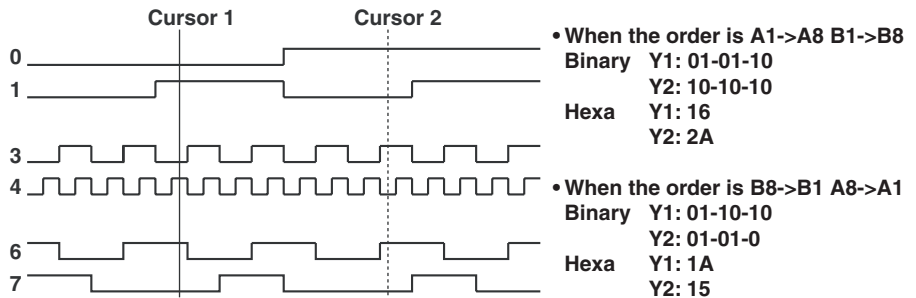 Cursor 1
Cursor 2
0
1
3
4
6
7
• When the order is A1->A8 B1->B8
Binary Y1: 01-01-10
Y2: 10-10-10
Hexa Y1: 16
Y2: 2A
• When the order is B8->B1 A8->A1
Binary Y1: 01-10-10
Y2: 01-01-0
Hexa Y1: 1A
Y2: 15